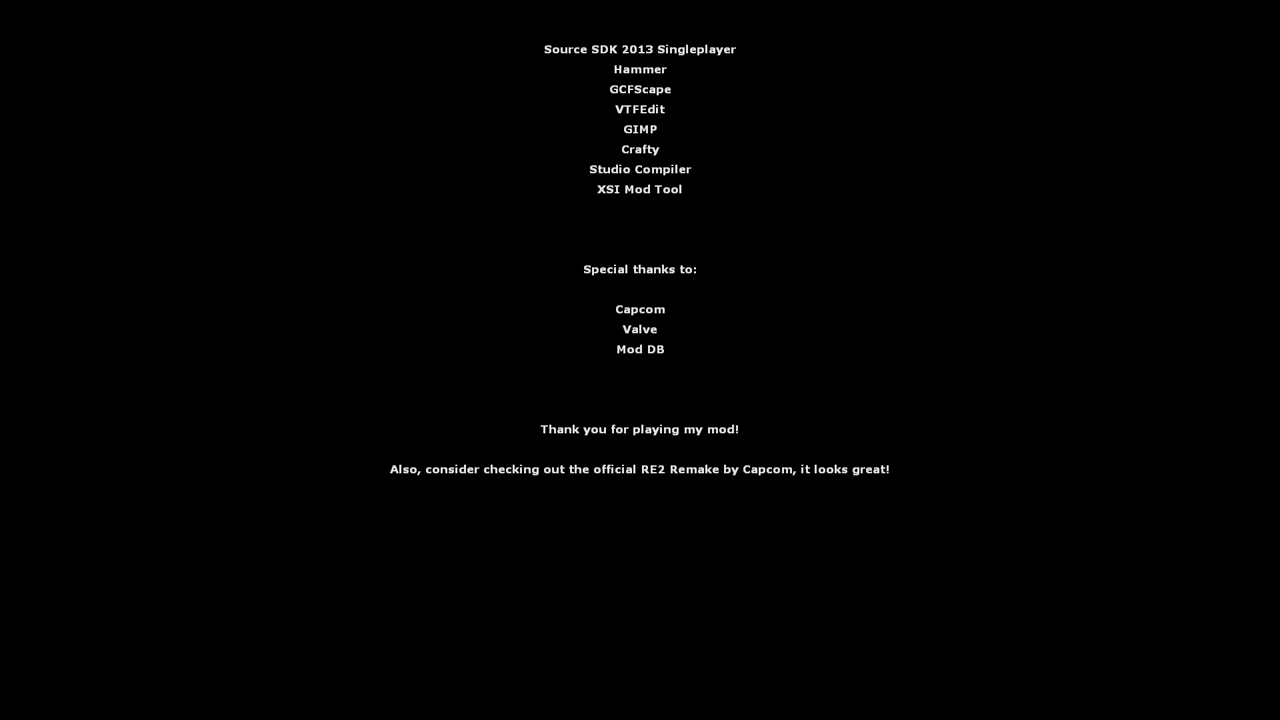 Source SDK 2013 Singleplayer
Hammer
GCFScape
VTFEdit
GIMP
Crafty
Studio Compiler
XSI Mod Tool
Special thanks to:
Capcom
Valve
Mod DB
Thank you for playing my mod!
Also, consider checking out the official RE2 Remake by Capcom, it looks great!